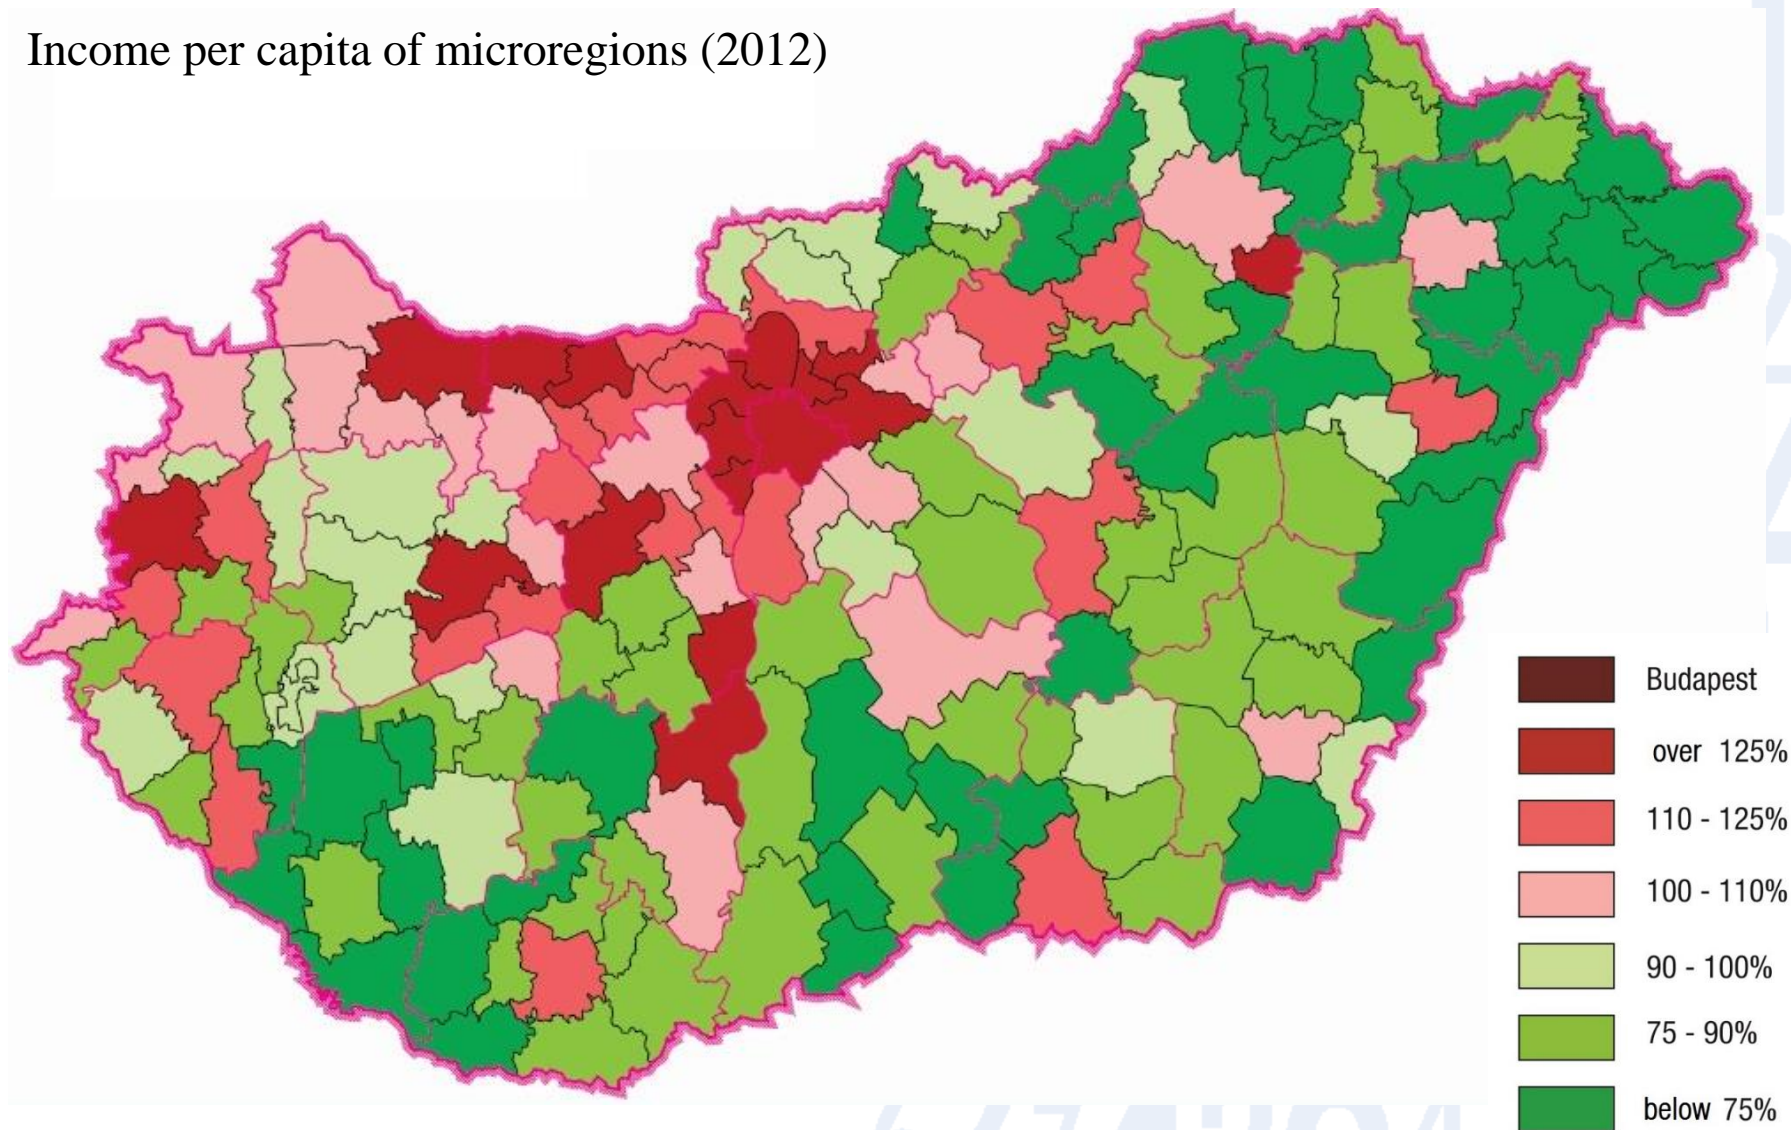 Income per capita of microregions (2012)
Budapest
over 125%
110 - 125%
100 - 110%
90 - 100%
75 - 90%
below 75%